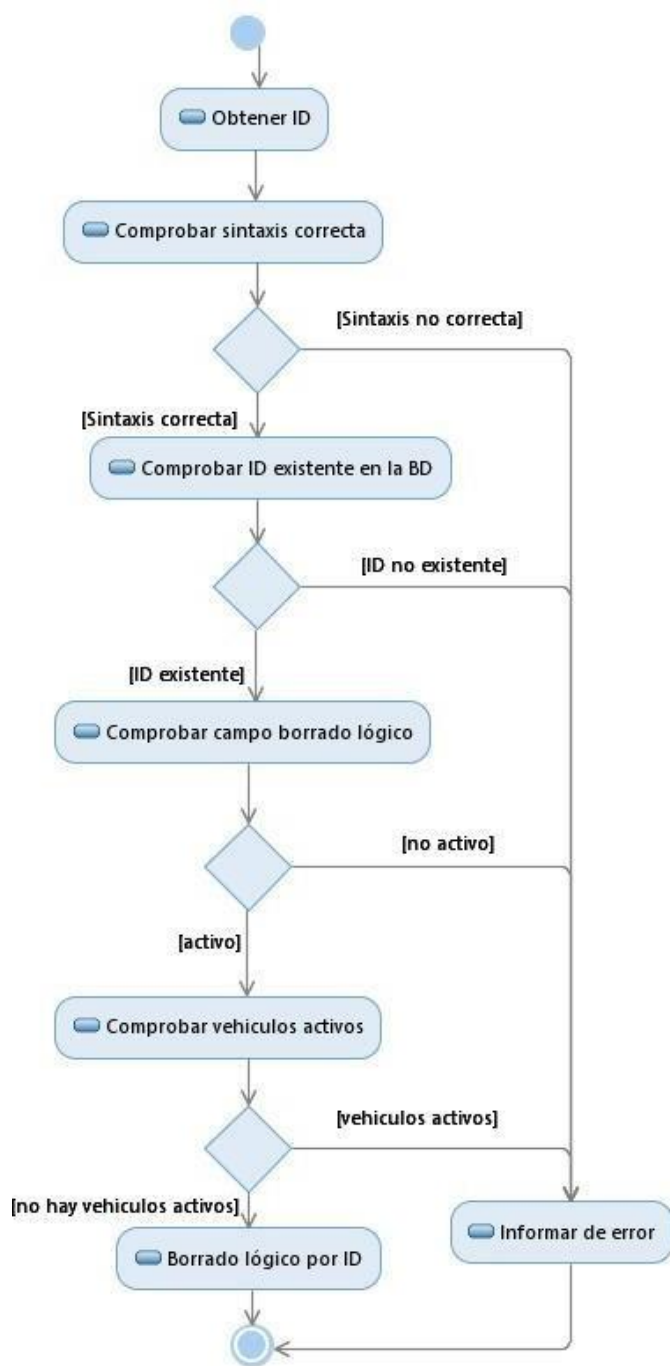 Obtener ID
Comprobar sintaxis correcta
[Sintaxis no correcta]
[Sintaxis correcta]
Comprobar ID existente en la BD
[ID no existente]
[ID existente]
Comprobar campo borrado lógico
[no activo]
[activo]
Comprobar vehiculos activos
[vehiculos activos]
[no hay vehiculos activos]
Informar de error
Borrado lógico por ID